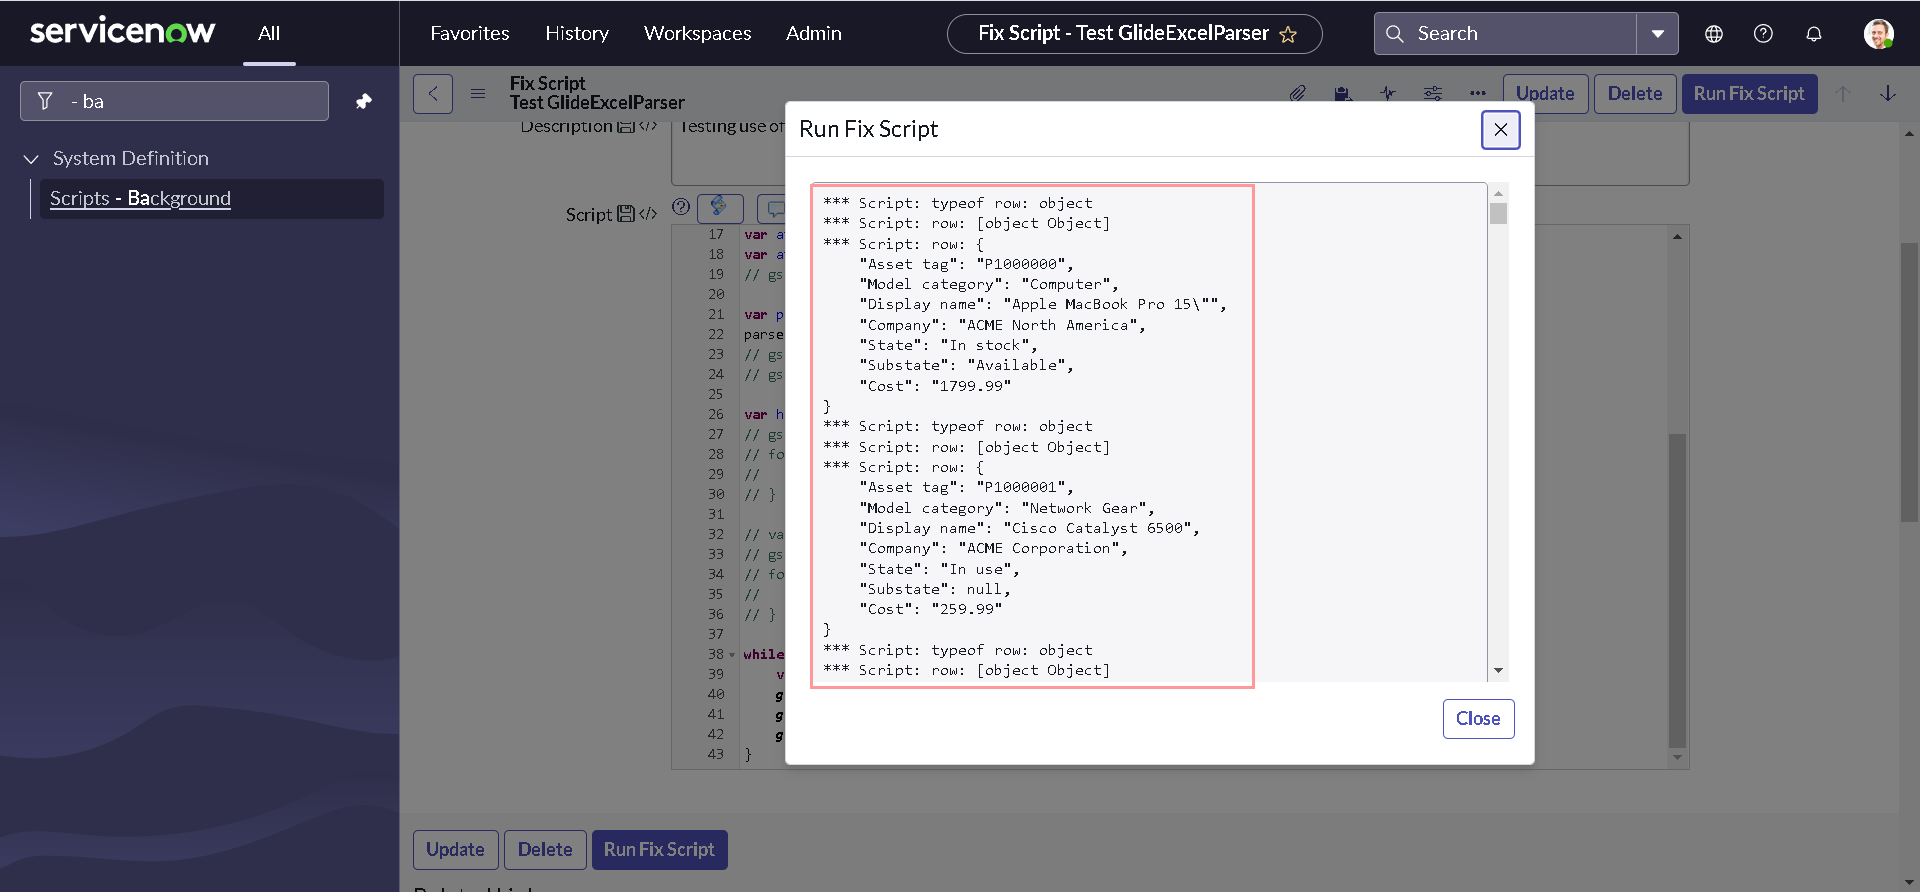 servicenow
All
Favorites
History
Workspaces
Admin
Fix Script - Test GlideExcelParser
Search
- ba
System Definition
Scripts - Background
Fix Script
Test GlideExcelParser
Update
Delete
Run Fix Script
Description
Testing use of
Script
17 var a
18 var a
19 // gs
20
21 var p
22 parse
23 // gs
24 // gs
25
26 var h
27 // gs
28 // fo
29 //
30 // }
31
32 // va
33 // gs
34 // fo
35 //
36 // }
37
38 while
39 v
40 g
41 g
42 g
43 }
Run Fix Script
*** Script: typeof row: object
*** Script: row: [object Object]
*** Script: row: {
"Asset tag": "P1000000",
"Model category": "Computer",
"Display name": "Apple MacBook Pro 15\"",
"Company": "ACME North America",
"State": "In stock",
"Substate": "Available",
"Cost": "1799.99"
}
*** Script: typeof row: object
*** Script: row: [object Object]
*** Script: row: {
"Asset tag": "P1000001",
"Model category": "Network Gear",
"Display name": "Cisco Catalyst 6500",
"Company": "ACME Corporation",
"State": "In use",
"Substate": null,
"Cost": "259.99"
}
*** Script: typeof row: object
*** Script: row: [object Object]
Close
Update
Delete
Run Fix Script